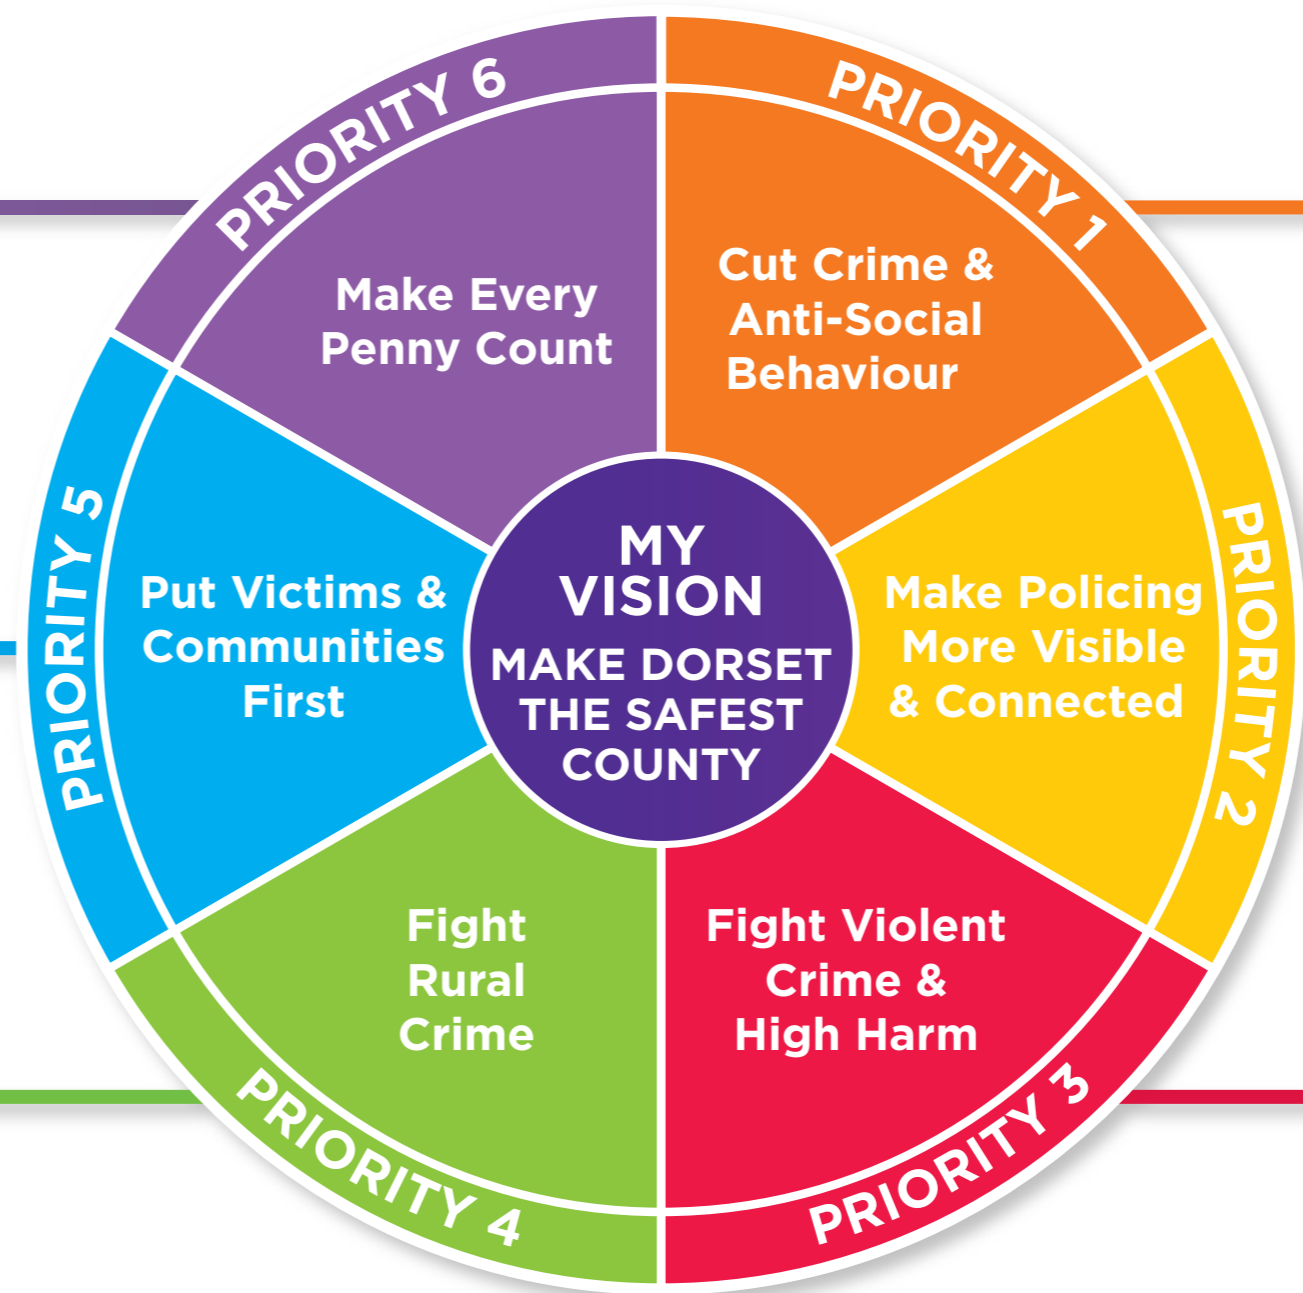 PRIORITY 1
Cut Crime &
Anti-Social
Behaviour
PRIORITY 2
Make Policing
More Visible
& Connected
PRIORITY 3
Fight Violent
Crime &
High Harm
PRIORITY 4
Fight
Rural
Crime
PRIORITY 5
Put Victims &
Communities
First
PRIORITY 6
Make Every
Penny Count
MY
VISION
MAKE DORSET
THE SAFEST
COUNTY